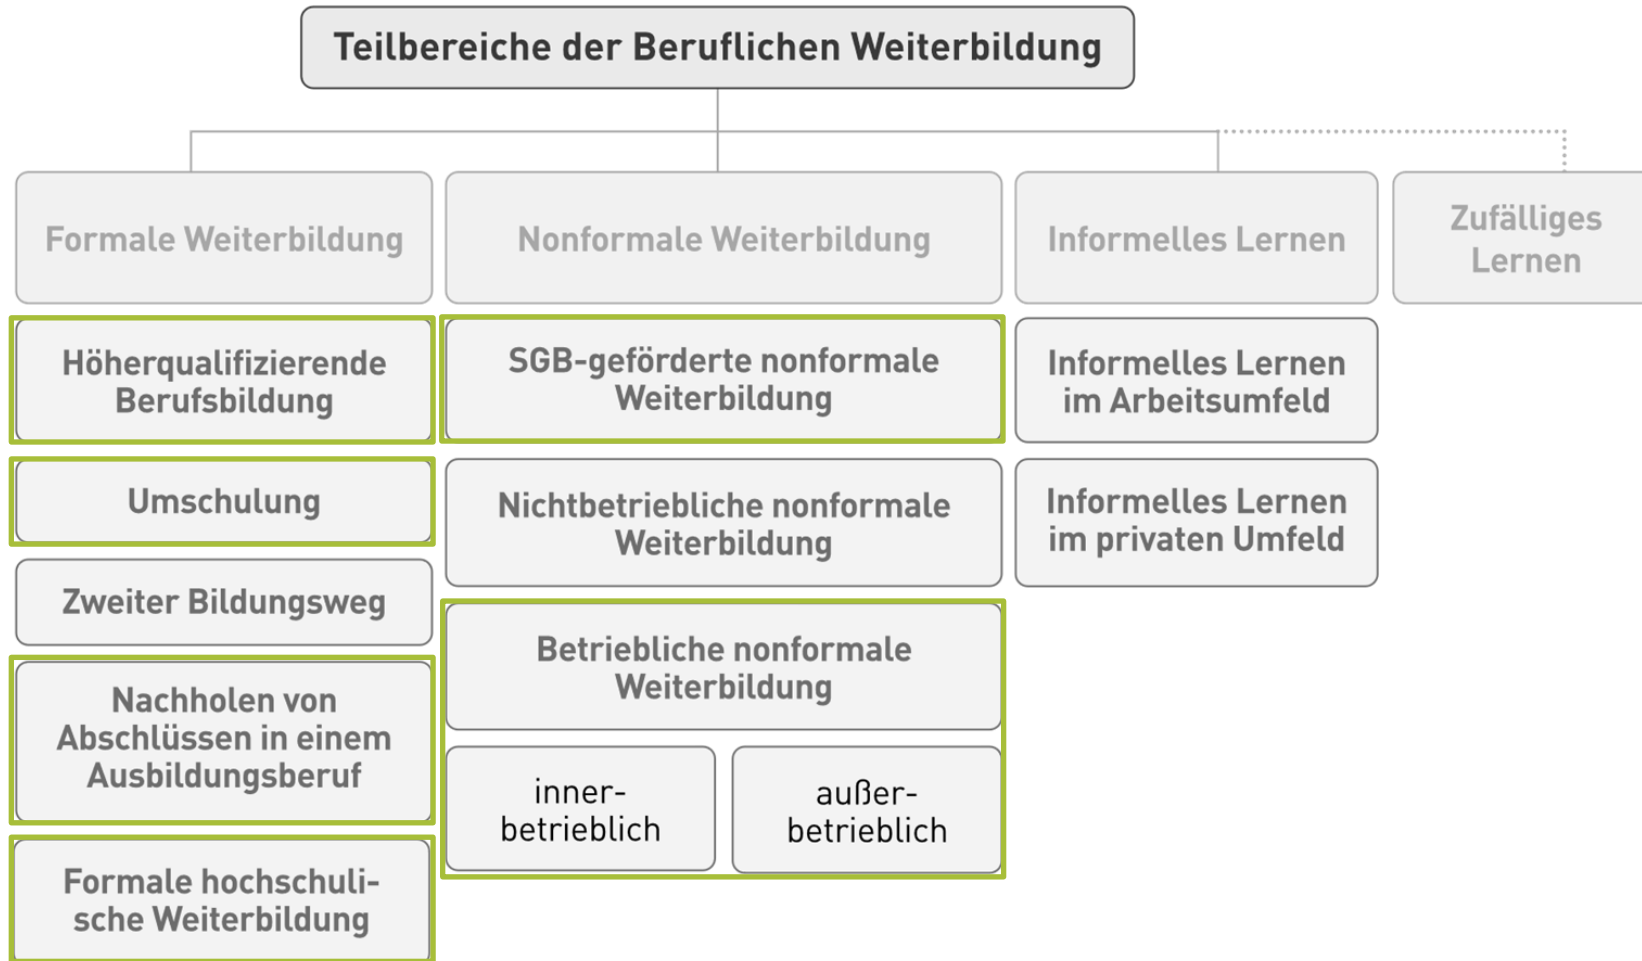 Teilbereiche der Beruflichen Weiterbildung
Formale Weiterbildung
Nonformale Weiterbildung
Informelles Lernen
Zufälliges
Lernen
Höherqualifizierende
Berufsbildung
Umschulung
Zweiter Bildungsweg
Nachholen von
Abschlüssen in einem
Ausbildungsberuf
Formale hochschuli-
sche Weiterbildung
SGB-geförderte nonformale
Weiterbildung
Nichtbetriebliche nonformale
Weiterbildung
Betriebliche nonformale
Weiterbildung
inner-
betrieblich
außer-
betrieblich
Informelles Lernen
im Arbeitsumfeld
Informelles Lernen
im privaten Umfeld